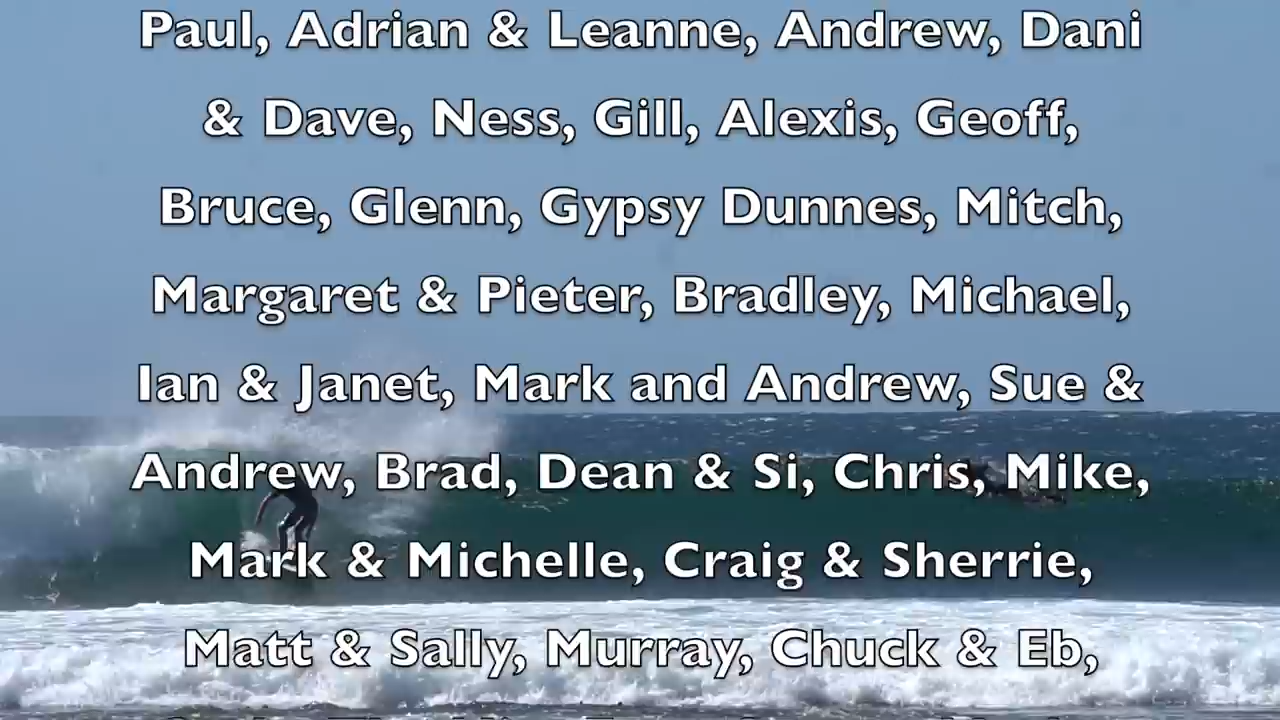 Paul, Adrian & Leanne, Andrew, Dani
& Dave, Ness, Gill, Alexis, Geoff,
Bruce, Glenn, Gypsy Dunnes, Mitch,
Margaret & Pieter, Bradley, Michael,
Ian & Janet, Mark and Andrew, Sue &
Andrew, Brad, Dean & Si, Chris, Mike,
Mark & Michelle, Craig & Sherrie,
Matt & Sally, Murray, Chuck & Eb,